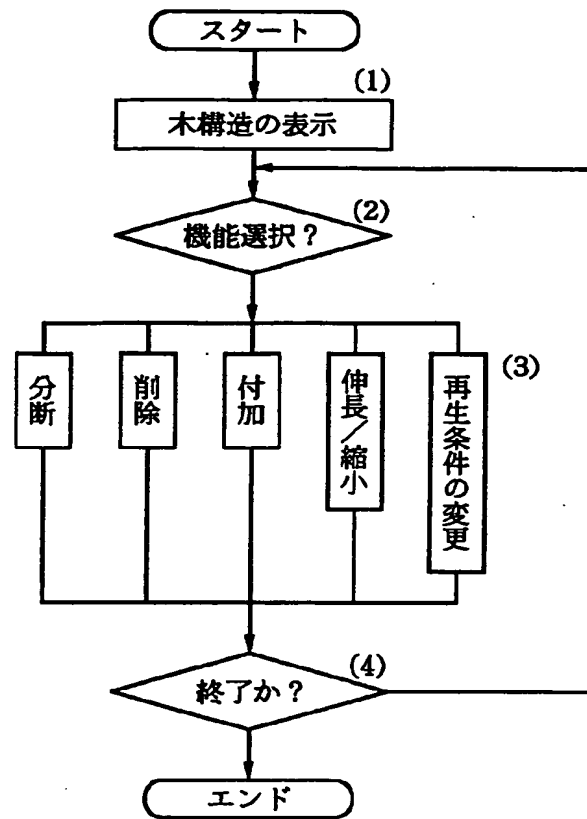 スタート
(1)
木構造の表示
(2)
機能選択?
分断
削除
付加
伸長/縮小
再生条件の変更
(3)
(4)
終了か?
エンド